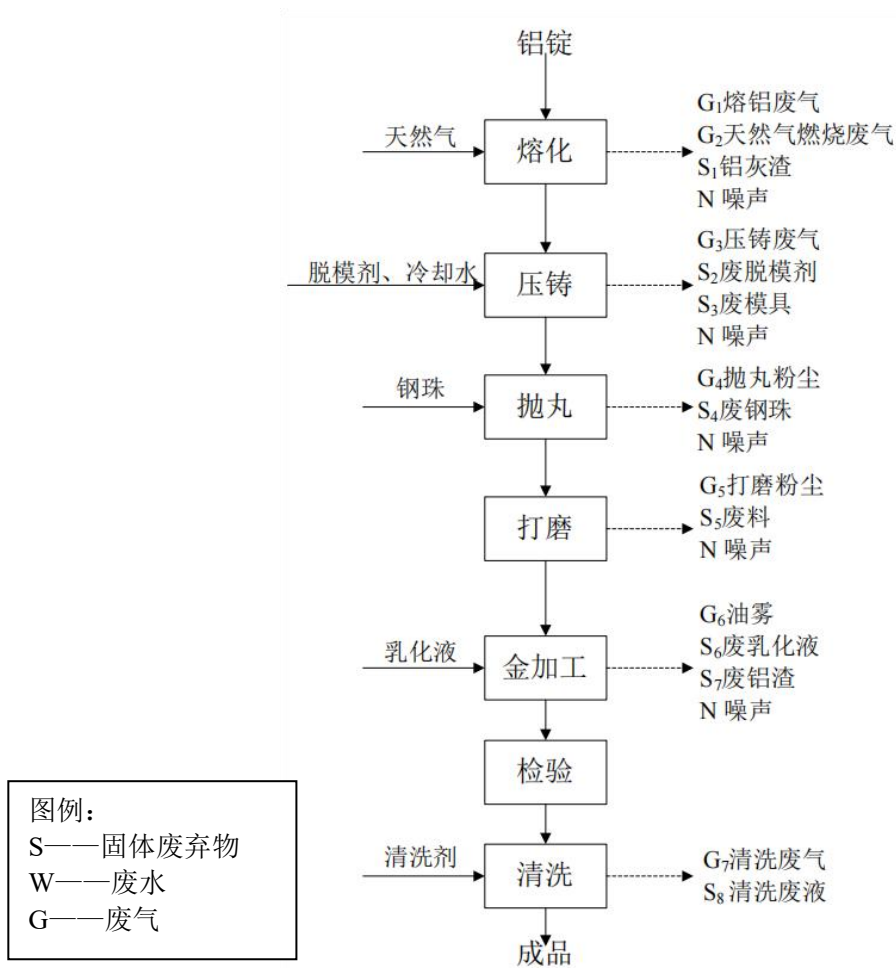 铝锭
天然气
熔化
G₁熔铝废气
G₂天然气燃烧废气
S₁铝灰渣
N 噪声
脱模剂、冷却水
压铸
G₃压铸废气
S₂废脱模剂
S₃废模具
N 噪声
钢珠
抛丸
G₄抛丸粉尘
S₄废钢珠
N 噪声
打磨
G₅打磨粉尘
S₅废料
N 噪声
乳化液
金加工
G₆油雾
S₆废乳化液
S₇废铝渣
N 噪声
检验
清洗剂
清洗
G₇清洗废气
S₈清洗废液
成品
图例：
S——固体废弃物
W——废水
G——废气